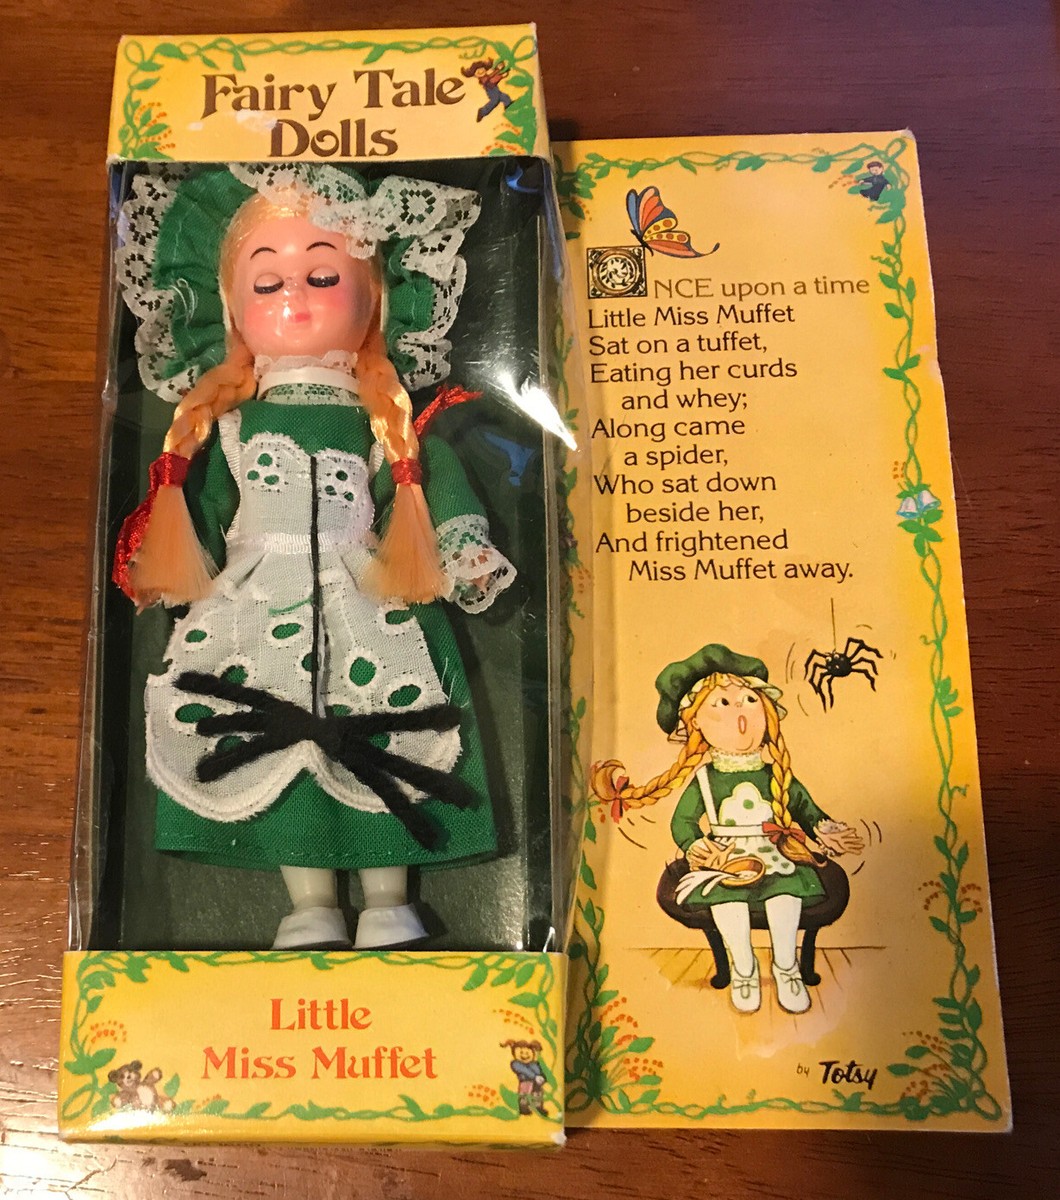 Fairy Tale
Dolls
Little
Miss Muffet
ONCE upon a time
Little Miss Muffet
Sat on a tuffet,
Eating her curds
and whey;
Along came
a spider,
Who sat down
beside her,
And frightened
Miss Muffet away.
by Totsy